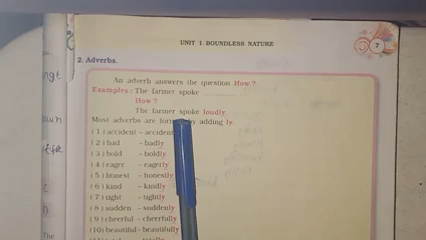 UNIT 1. BOUNDLESS NATURE
7
2. Adverbs.
An adverb answers the question How ?
Examples : The farmer spoke
How ?
The farmer spoke loudly
Most adverbs are by adding ly.
( 1 ) accident – accident
( 2 ) bad – badly
( 3 ) bold – boldly
( 4 ) eager – eagerly
( 5 ) honest – honestly
( 6 ) kind – kindly
( 7 ) tight – tightly
( 8 ) sudden – suddenly
( 9 ) cheerful – cheerfully
(10) beautiful – beautifully
The